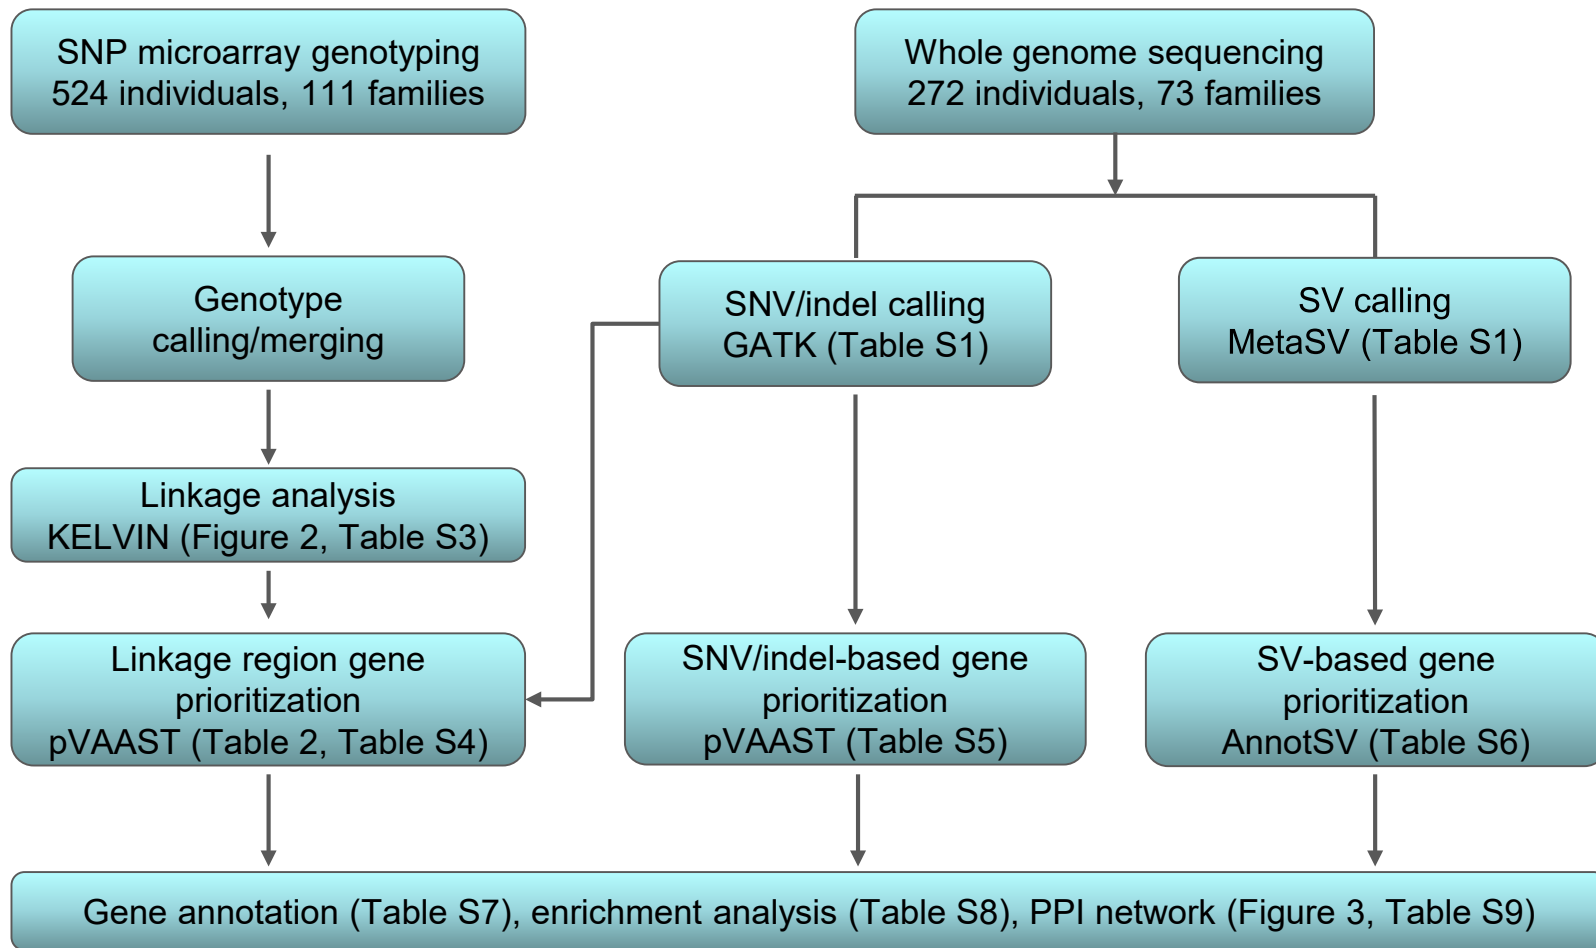 SNP microarray genotyping
524 individuals, 111 families
Whole genome sequencing
272 individuals, 73 families
Genotype
calling/merging
SNV/indel calling
GATK (Table S1)
SV calling
MetaSV (Table S1)
Linkage analysis
KELVIN (Figure 2, Table S3)
Linkage region gene
prioritization
pVAAST (Table 2, Table S4)
SNV/indel-based gene
prioritization
pVAAST (Table S5)
SV-based gene
prioritization
AnnotSV (Table S6)
Gene annotation (Table S7), enrichment analysis (Table S8), PPI network (Figure 3, Table S9)